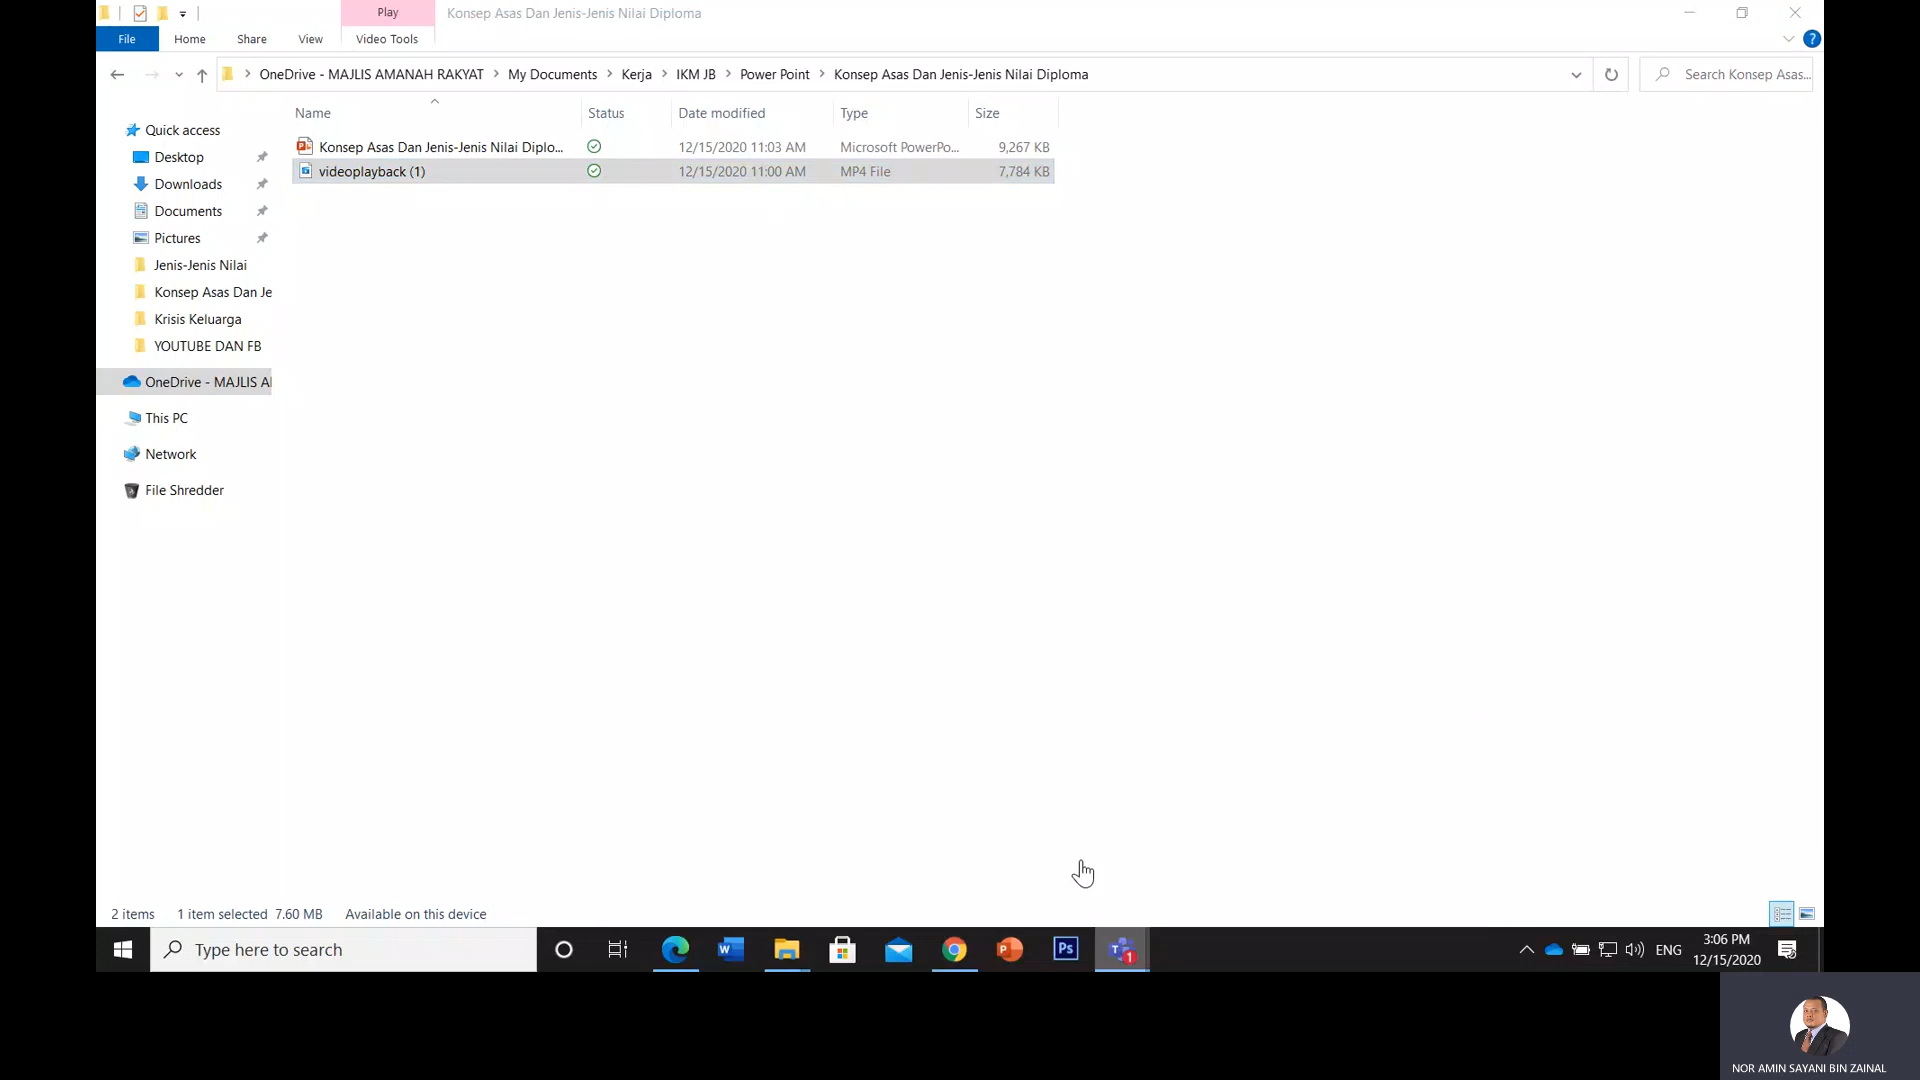 Play
Konsep Asas Dan Jenis-Jenis Nilai Diploma
File
Home
Share
View
Video Tools
OneDrive - MAJLIS AMANAH RAKYAT > My Documents > Kerja > IKM JB > Power Point > Konsep Asas Dan Jenis-Jenis Nilai Diploma
Search Konsep Asas...
Name
Status
Date modified
Type
Size
Konsep Asas Dan Jenis-Jenis Nilai Diplo... 12/15/2020 11:03 AM Microsoft PowerPo... 9,267 KB
videoplayback (1) 12/15/2020 11:00 AM MP4 File 7,784 KB
Quick access
Desktop
Downloads
Documents
Pictures
Jenis-Jenis Nilai
Konsep Asas Dan Je
Krisis Keluarga
YOUTUBE DAN FB
OneDrive - MAJLIS A
This PC
Network
File Shredder
2 items 1 item selected 7.60 MB Available on this device
Type here to search
W
P
Ps
T
1
ENG
3:06 PM
12/15/2020
NOR AMIN SAYANI BIN ZAINAL